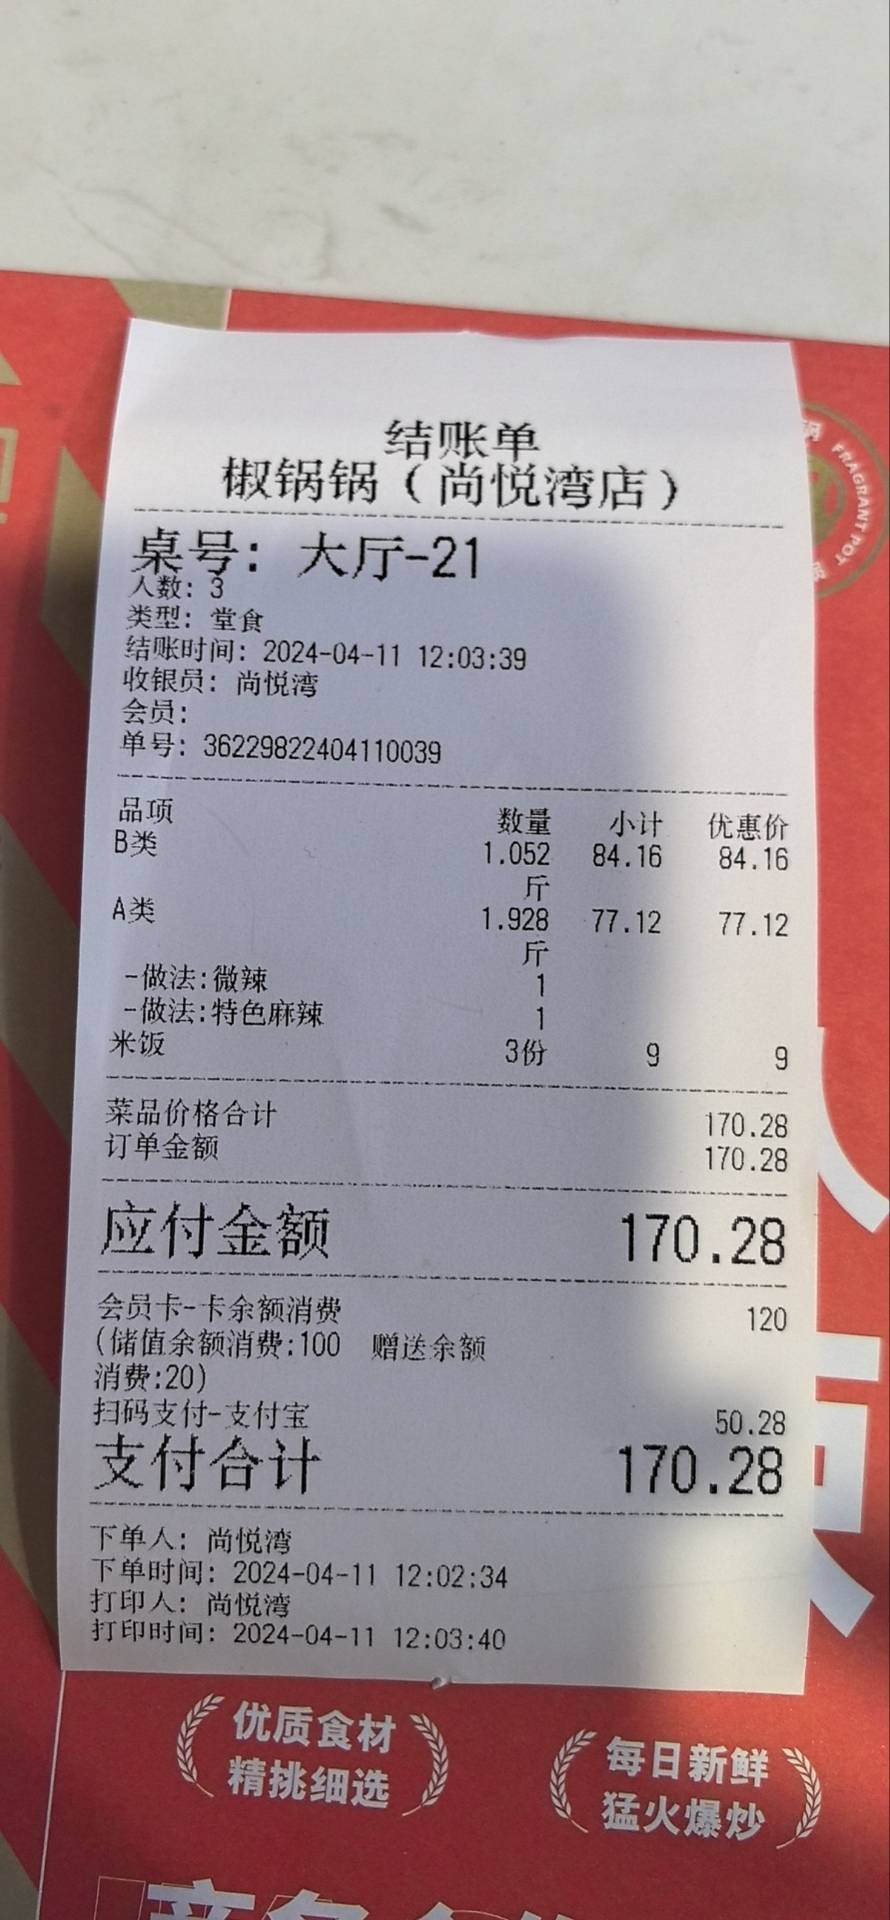 结账单
椒锅锅（尚悦湾店）
桌号：大厅-21
人数：3
类型：堂食
结账时间：2024-04-11 12:03:39
收银员：尚悦湾
会员：
单号：36229822404110039
品项 数量 小计 优惠价
B类 1.052 84.16 84.16
斤
A类 1.928 77.12 77.12
斤
-做法:微辣 1
-做法:特色麻辣 1
米饭 3份 9 9
菜品价格合计 170.28
订单金额 170.28
应付金额 170.28
会员卡-卡余额消费 120
(储值余额消费:100 赠送余额
消费:20)
扫码支付-支付宝 50.28
支付合计 170.28
下单人：尚悦湾
下单时间：2024-04-11 12:02:34
打印人：尚悦湾
打印时间：2024-04-11 12:03:40
FRAGRANT POT
优质食材
精挑细选
每日新鲜
猛火爆炒